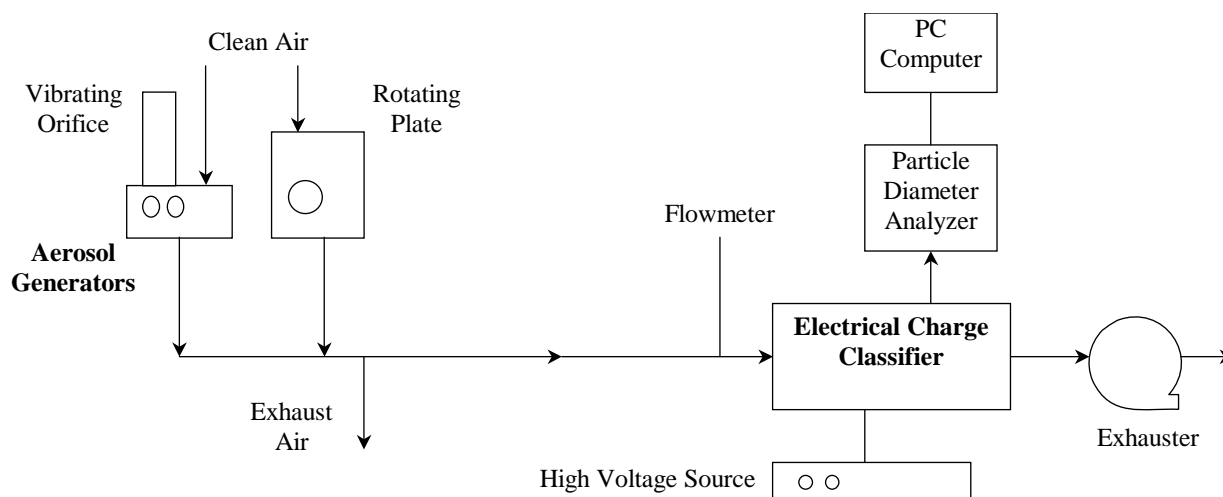 Clean Air
Vibrating
Orifice
Rotating
Plate
Aerosol
Generators
Exhaust
Air
Flowmeter
PC
Computer
Particle
Diameter
Analyzer
Electrical Charge
Classifier
High Voltage Source
Exhauster